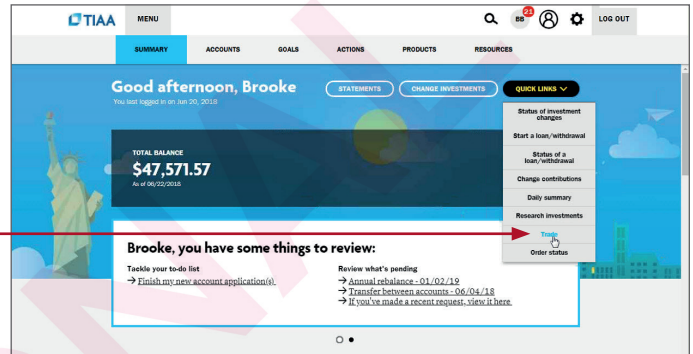 TIAA MENU 21 BB LOG OUT
SUMMARY ACCOUNTS GOALS ACTIONS PRODUCTS RESOURCES
Good afternoon, Brooke
You last logged in on Jun 20, 2018
STATEMENTS CHANGE INVESTMENTS QUICK LINKS
Status of investment
changes
Start a loan/withdrawal
Status of a
loan/withdrawal
Change contributions
Daily summary
Research investments
Trade
Order status
TOTAL BALANCE
$47,571.57
As of 06/22/2018
Brooke, you have some things to review:
Tackle your to-do list
→ Finish my new account application(s)
Review what's pending
→ Annual rebalance - 01/02/19
→ Transfer between accounts - 06/04/18
→ If you've made a recent request, view it here